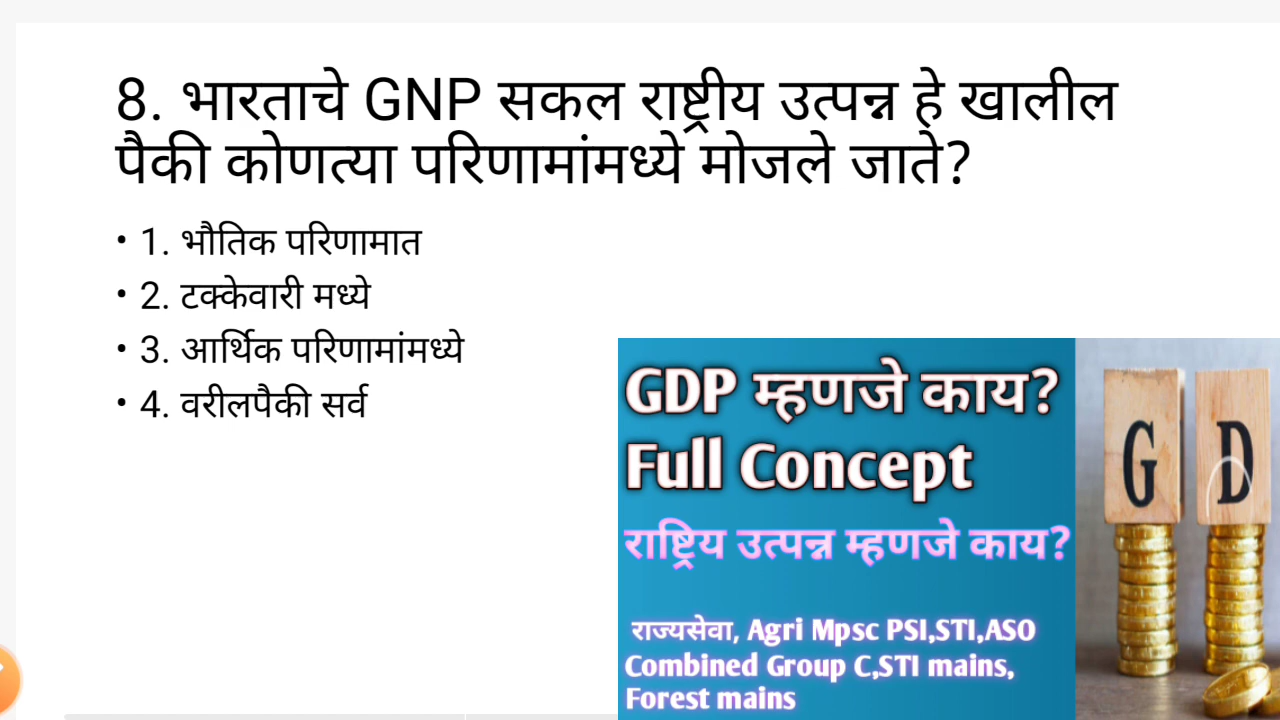 8. भारताचे GNP सकल राष्ट्रीय उत्पन्न हे खालील
पैकी कोणत्या परिणामांमध्ये मोजले जाते?
• 1. भौतिक परिणामात
• 2. टक्केवारी मध्ये
• 3. आर्थिक परिणामांमध्ये
• 4. वरीलपैकी सर्व
GDP म्हणजे काय?
Full Concept
राष्ट्रिय उत्पन्न म्हणजे काय?
राज्यसेवा, Agri Mpsc PSI,STI,ASO
Combined Group C,STI mains,
Forest mains
G D